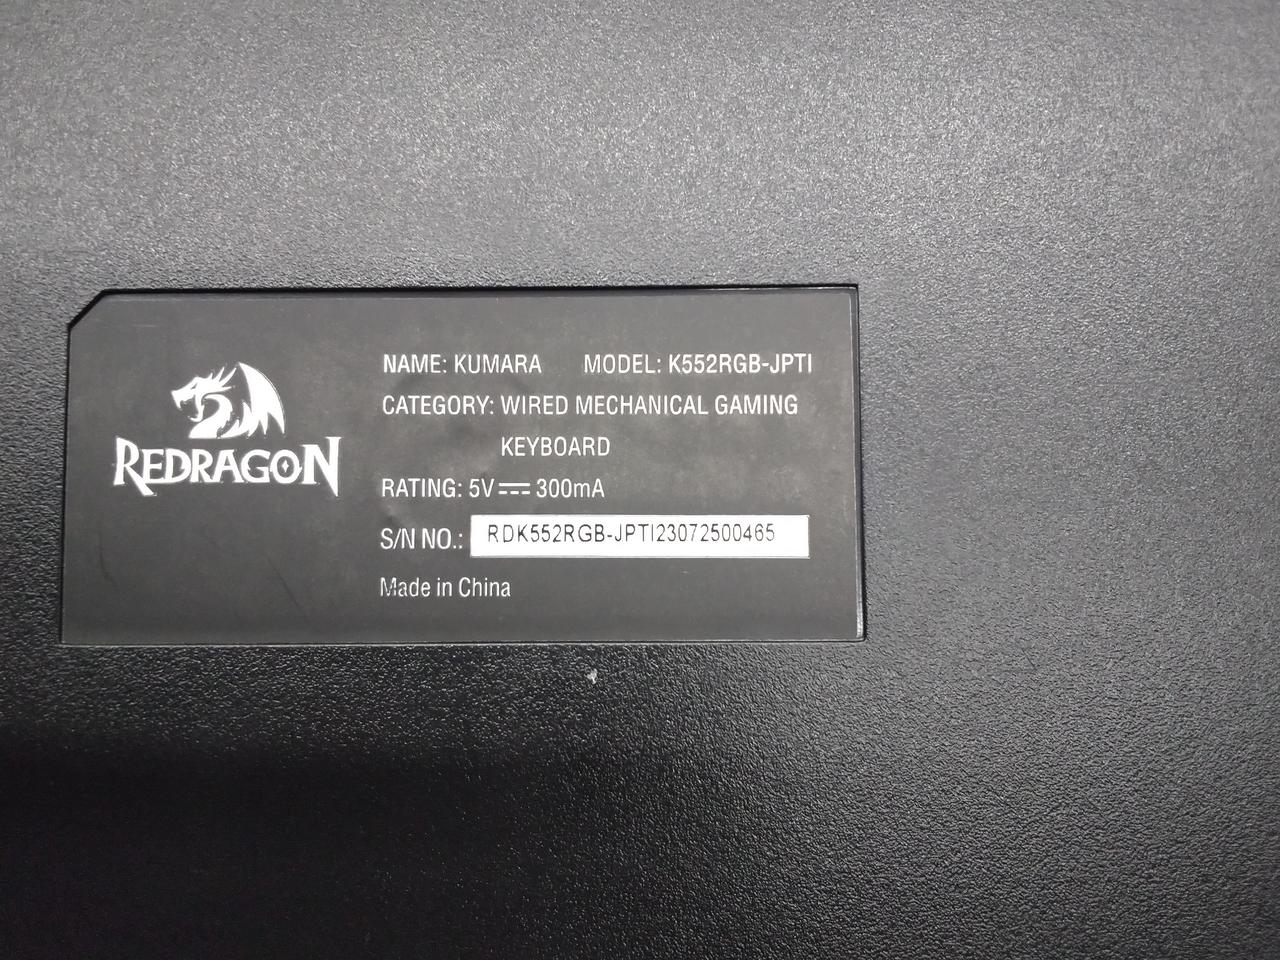 REDRAGON
NAME: KUMARA MODEL: K552RGB-JPTI
CATEGORY: WIRED MECHANICAL GAMING
KEYBOARD
RATING: 5V⎓300mA
S/N NO.: RDK552RGB-JPTI23072500465
Made in China